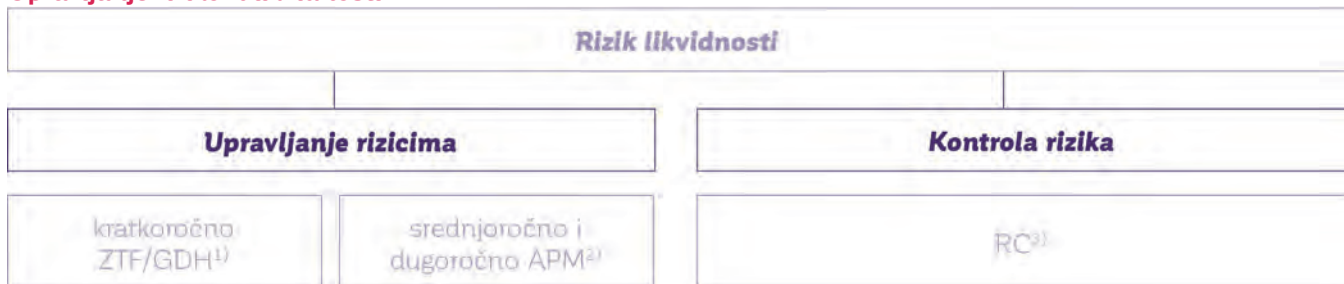 Rizik likvidnosti
Upravljanje rizicima
Kontrola rizika
kratkoročno
ZTF/GDH¹⁾
srednjoročno i
dugoročno APM²⁾
RC³⁾